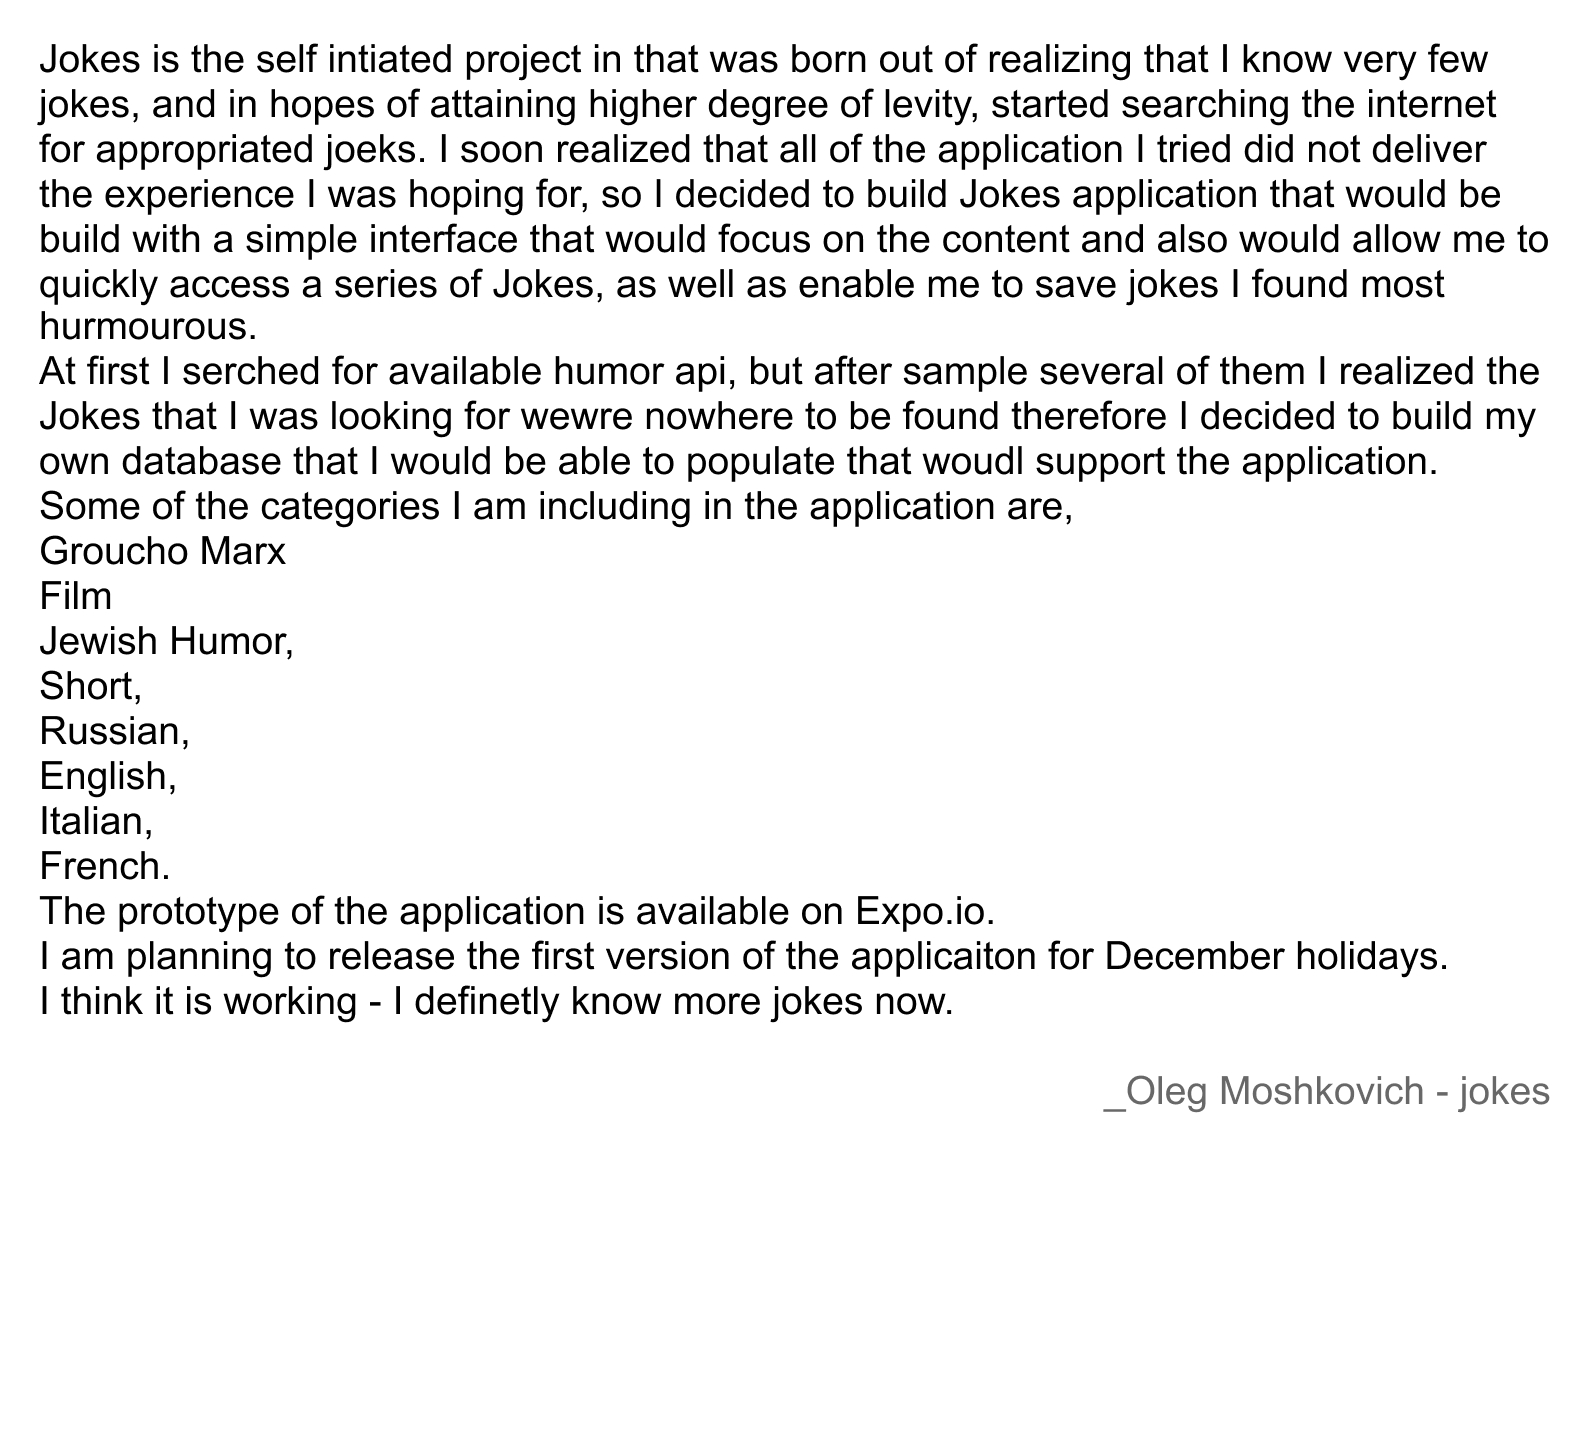 Jokes is the self intiated project in that was born out of realizing that I know very few
jokes, and in hopes of attaining higher degree of levity, started searching the internet
for appropriated joeks. I soon realized that all of the application I tried did not deliver
the experience I was hoping for, so I decided to build Jokes application that would be
build with a simple interface that would focus on the content and also would allow me to
quickly access a series of Jokes, as well as enable me to save jokes I found most
hurmourous.
At first I serched for available humor api, but after sample several of them I realized the
Jokes that I was looking for wewre nowhere to be found therefore I decided to build my
own database that I would be able to populate that woudl support the application.
Some of the categories I am including in the application are,
Groucho Marx
Film
Jewish Humor,
Short,
Russian,
English,
Italian,
French.
The prototype of the application is available on Expo.io.
I am planning to release the first version of the applicaiton for December holidays.
I think it is working - I definetly know more jokes now.
_Oleg Moshkovich - jokes